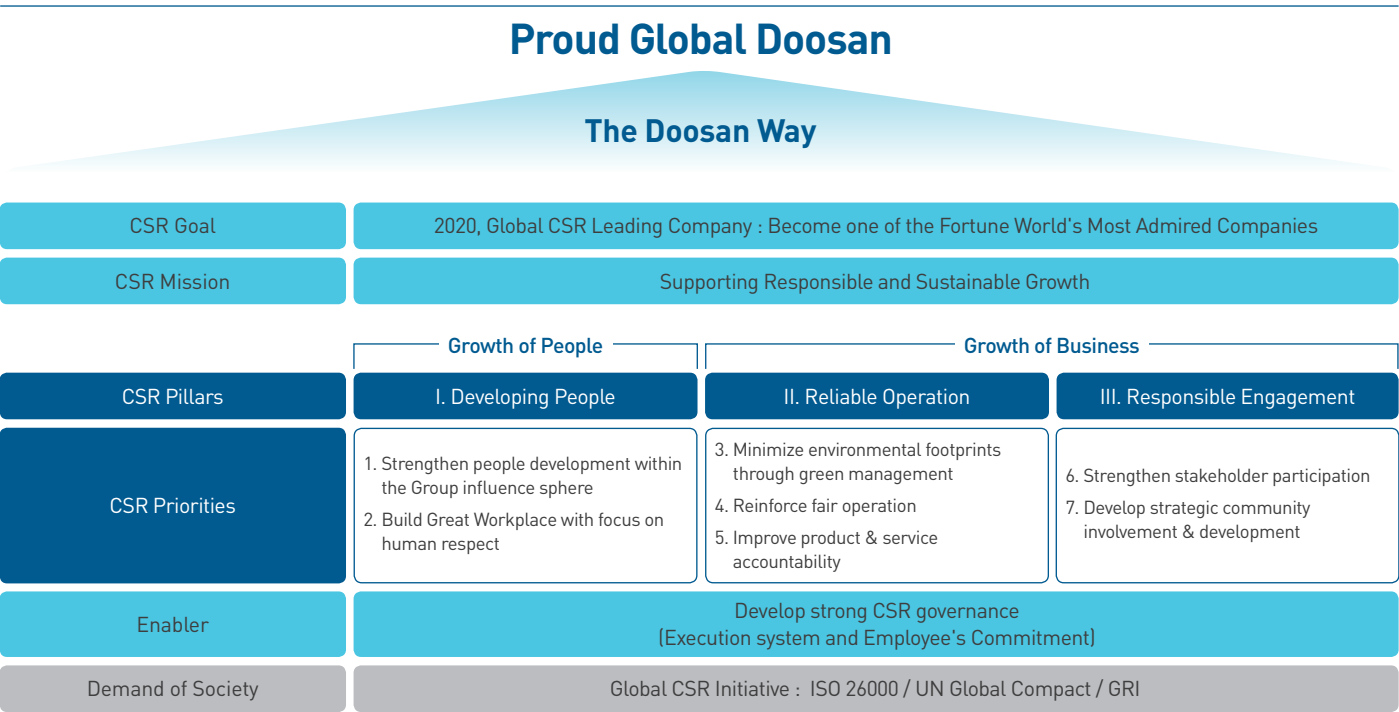 Proud Global Doosan
The Doosan Way
CSR Goal
2020, Global CSR Leading Company : Become one of the Fortune World's Most Admired Companies
CSR Mission
Supporting Responsible and Sustainable Growth
Growth of People
Growth of Business
CSR Pillars
I. Developing People
II. Reliable Operation
III. Responsible Engagement
CSR Priorities
1. Strengthen people development within
the Group influence sphere
2. Build Great Workplace with focus on
human respect
3. Minimize environmental footprints
through green management
4. Reinforce fair operation
5. Improve product & service
accountability
6. Strengthen stakeholder participation
7. Develop strategic community
involvement & development
Enabler
Develop strong CSR governance
(Execution system and Employee's Commitment)
Demand of Society
Global CSR Initiative : ISO 26000 / UN Global Compact / GRI